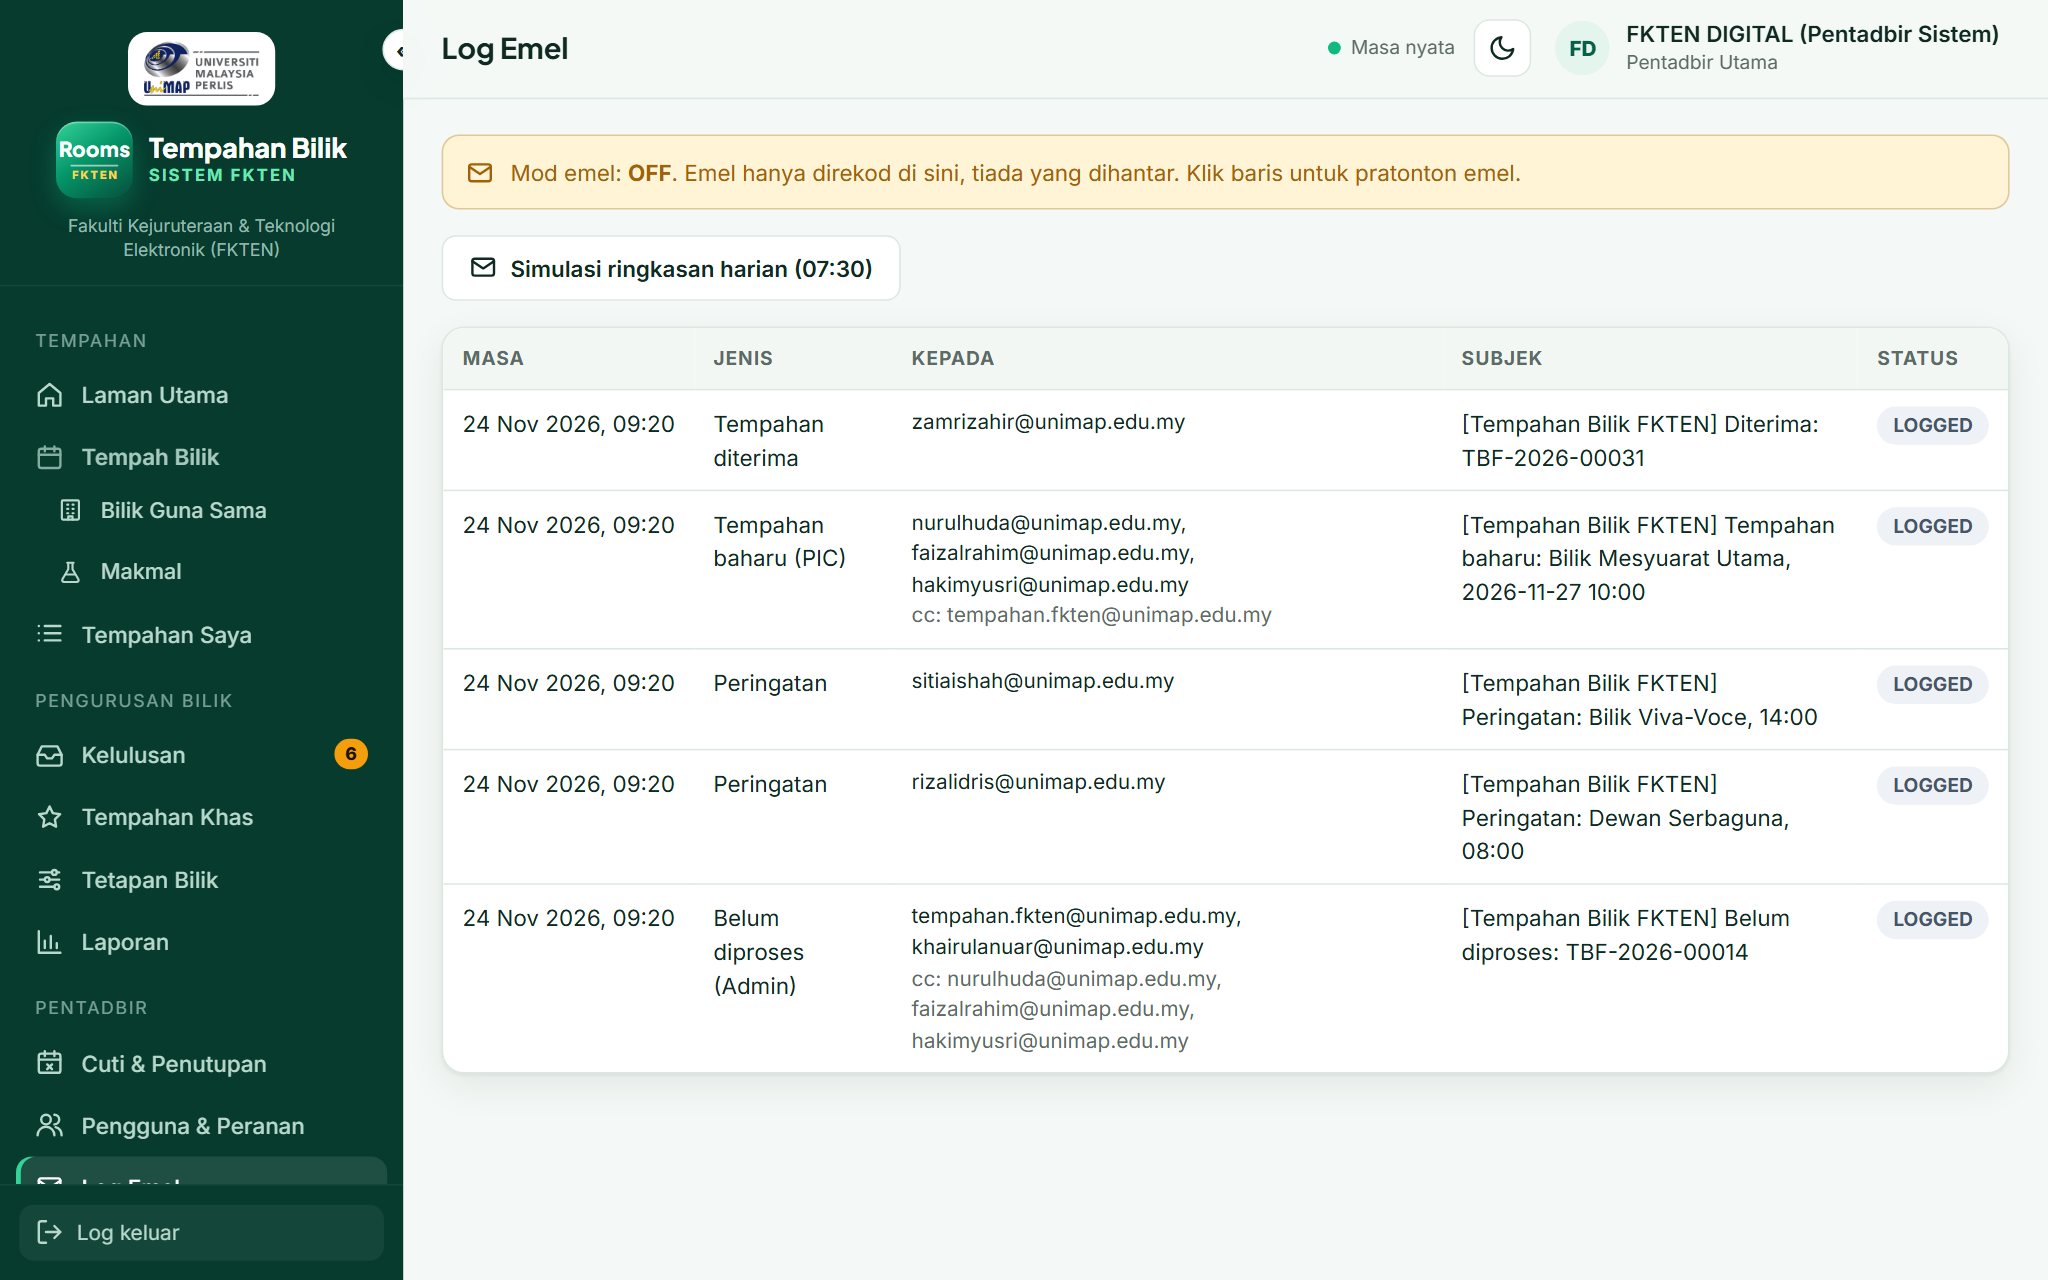 UNIVERSITI
MALAYSIA
PERLIS
UniMAP
Rooms
FKTEN
Tempahan Bilik
SISTEM FKTEN
Fakulti Kejuruteraan & Teknologi
Elektronik (FKTEN)
TEMPAHAN
Laman Utama
Tempah Bilik
Bilik Guna Sama
Makmal
Tempahan Saya
PENGURUSAN BILIK
Kelulusan
6
Tempahan Khas
Tetapan Bilik
Laporan
PENTADBIR
Cuti & Penutupan
Pengguna & Peranan
Log Emel
Log keluar
Log Emel
Masa nyata
FD
FKTEN DIGITAL (Pentadbir Sistem)
Pentadbir Utama
Mod emel: OFF. Emel hanya direkod di sini, tiada yang dihantar. Klik baris untuk pratonton emel.
Simulasi ringkasan harian (07:30)
MASA JENIS KEPADA SUBJEK STATUS
24 Nov 2026, 09:20
Tempahan
diterima
zamrizahir@unimap.edu.my
[Tempahan Bilik FKTEN] Diterima:
TBF-2026-00031
LOGGED
24 Nov 2026, 09:20
Tempahan
baharu (PIC)
nurulhuda@unimap.edu.my,
faizalrahim@unimap.edu.my,
hakimyusri@unimap.edu.my
cc: tempahan.fkten@unimap.edu.my
[Tempahan Bilik FKTEN] Tempahan
baharu: Bilik Mesyuarat Utama,
2026-11-27 10:00
LOGGED
24 Nov 2026, 09:20
Peringatan
sitiaishah@unimap.edu.my
[Tempahan Bilik FKTEN]
Peringatan: Bilik Viva-Voce, 14:00
LOGGED
24 Nov 2026, 09:20
Peringatan
rizalidris@unimap.edu.my
[Tempahan Bilik FKTEN]
Peringatan: Dewan Serbaguna,
08:00
LOGGED
24 Nov 2026, 09:20
Belum
diproses
(Admin)
tempahan.fkten@unimap.edu.my,
khairulanuar@unimap.edu.my
cc: nurulhuda@unimap.edu.my,
faizalrahim@unimap.edu.my,
hakimyusri@unimap.edu.my
[Tempahan Bilik FKTEN] Belum
diproses: TBF-2026-00014
LOGGED